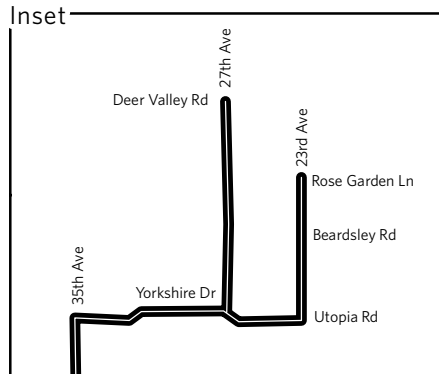 Inset
27th Ave
Deer Valley Rd
23rd Ave
Rose Garden Ln
Beardsley Rd
35th Ave
Yorkshire Dr
Utopia Rd